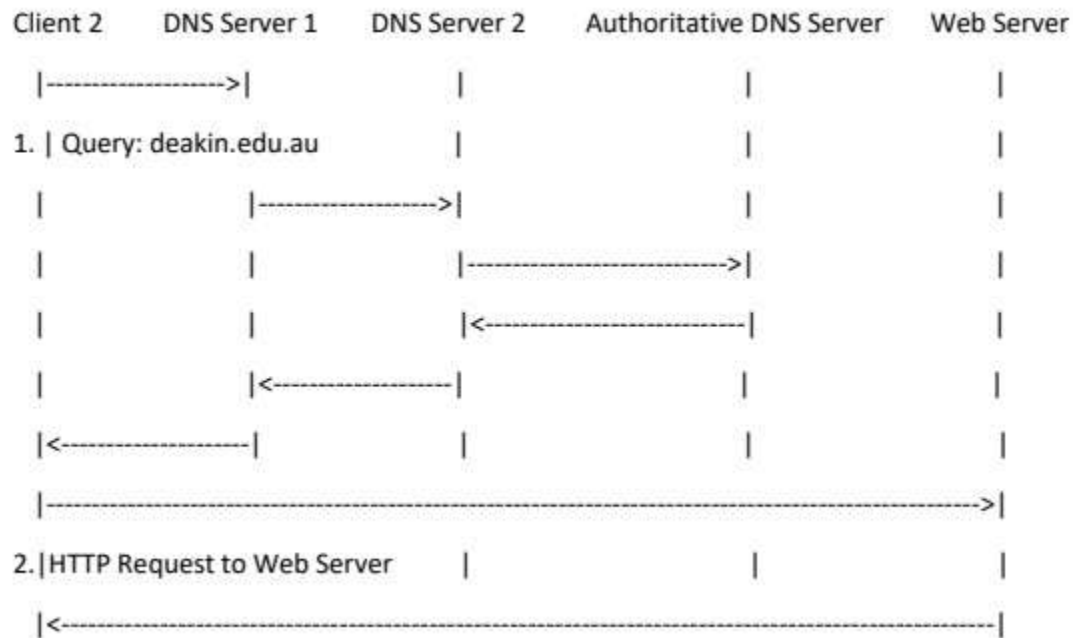 Client 2 DNS Server 1 DNS Server 2 Authoritative DNS Server Web Server
|--------------------->| | | |
1. | Query: deakin.edu.au | | |
| |-------------------->| | |
| | |----------------------------->| |
| | |<-----------------------------| |
| |<--------------------| | |
|<---------------------| | | |
|--------------------------------------------------------------------------------------------------------->|
2.|HTTP Request to Web Server | | |
|<---------------------------------------------------------------------------------------------------------|